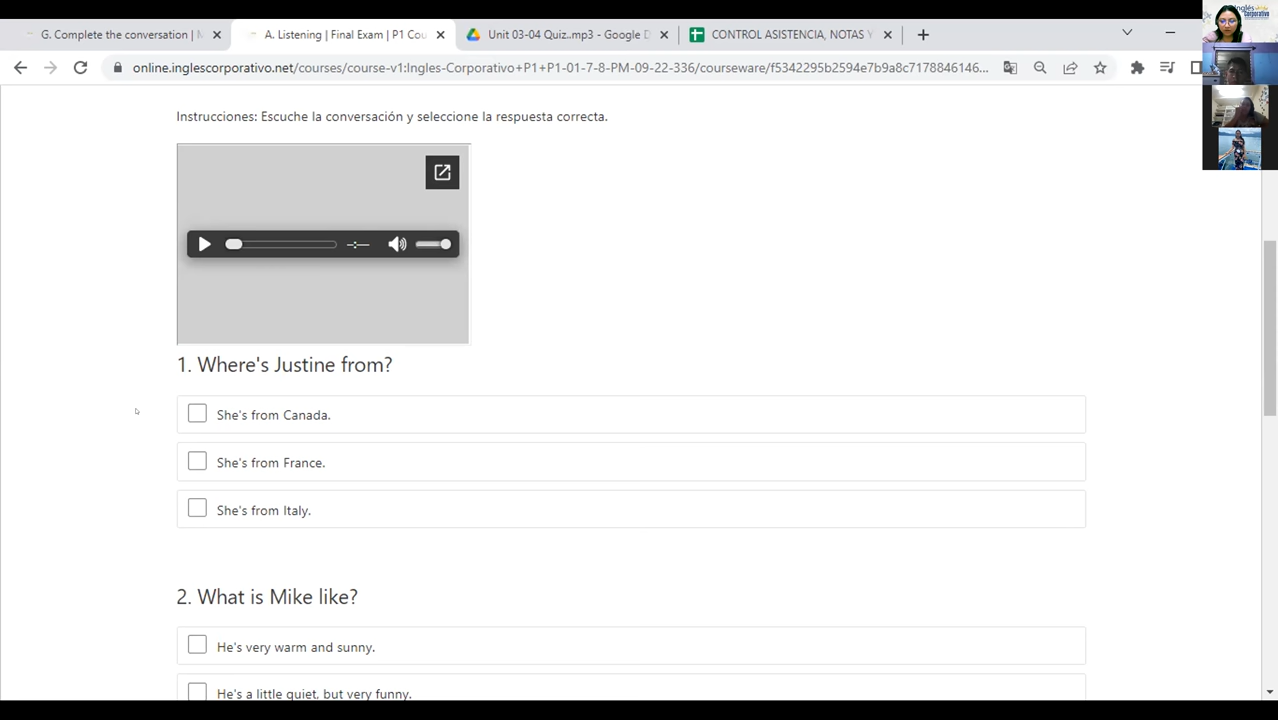 G. Complete the conversation |
A. Listening | Final Exam | P1 Cou
Unit 03-04 Quiz..mp3 - Google D
CONTROL ASISTENCIA, NOTAS Y
online.inglescorporativo.net/courses/course-v1:Ingles-Corporativo+P1+P1-01-7-8-PM-09-22-336/courseware/f5342295b2594e7b9a8c7178846146...
Instrucciones: Escuche la conversación y seleccione la respuesta correcta.
1. Where's Justine from?
She's from Canada.
She's from France.
She's from Italy.
2. What is Mike like?
He's very warm and sunny.
He's a little quiet, but very funny.